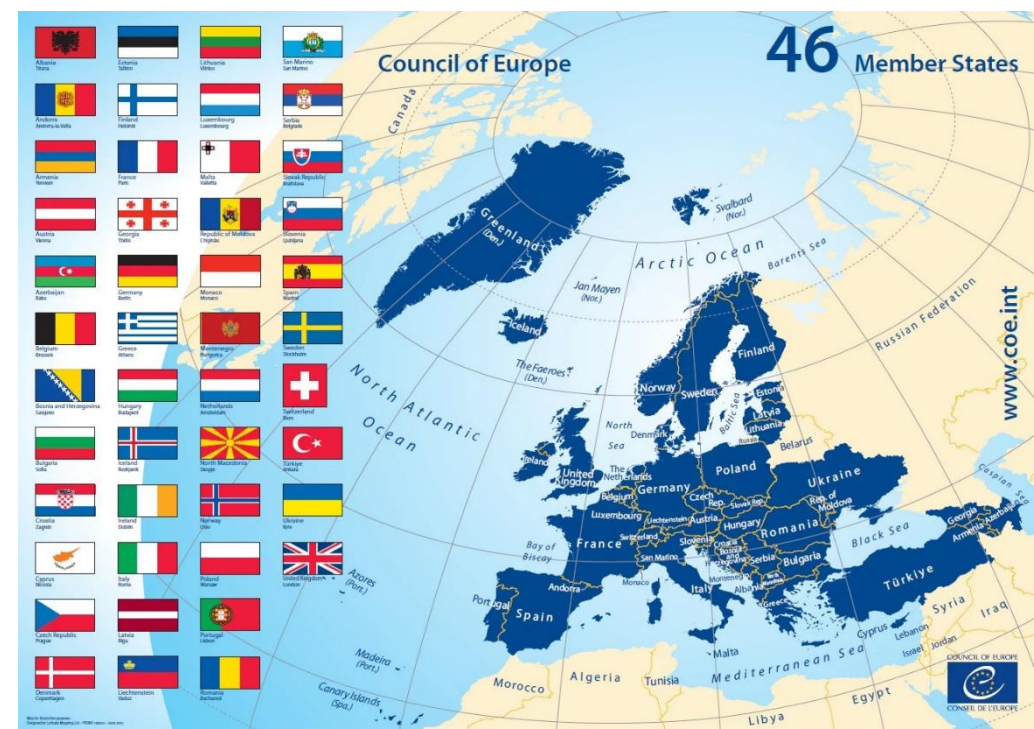 Council of Europe
46 Member States
Albania
Tirana
Estonia
Tallinn
Lithuania
Vilnius
San Marino
San Marino
Andorra
Andorra la Vella
Finland
Helsinki
Luxembourg
Luxembourg
Serbia
Belgrade
Armenia
Yerevan
France
Paris
Malta
Valletta
Slovak Republic
Bratislava
Austria
Vienna
Georgia
Tbilisi
Republic of Moldova
Chişinău
Slovenia
Ljubljana
Azerbaijan
Baku
Germany
Berlin
Monaco
Monaco
Spain
Madrid
Belgium
Brussels
Greece
Athens
Montenegro
Podgorica
Sweden
Stockholm
Bosnia and Herzegovina
Sarajevo
Hungary
Budapest
Netherlands
Amsterdam
Switzerland
Bern
Bulgaria
Sofia
Iceland
Reykjavik
North Macedonia
Skopje
Türkiye
Ankara
Croatia
Zagreb
Ireland
Dublin
Norway
Oslo
Ukraine
Kyiv
Cyprus
Nicosia
Italy
Rome
Poland
Warsaw
United Kingdom
London
Czech Republic
Prague
Latvia
Riga
Portugal
Lisbon
Denmark
Copenhagen
Liechtenstein
Vaduz
Romania
Bucharest
Canada
Greenland
(Den.)
Svalbard
(Nor.)
Arctic Ocean
Barents Sea
Jan Mayen
(Nor.)
Iceland
Russian Federation
www.coe.int
The Faeroes
(Den.)
North Atlantic
Ocean
Finland
Norway
Sweden
Estonia
Baltic Sea
Latvia
Lithuania
Russia
Belarus
North
Sea
Denmark
Ireland
United
Kingdom
The
Netherlands
Belgium
Germany
Poland
Ukraine
Caspian Sea
Luxembourg
Czech
Rep.
Slovak Rep.
Rep. of
Moldova
Liechtenstein
Austria
Hungary
Romania
Georgia
Armenia
Azerbaijan
Black Sea
Bay of
Biscay
France
Switzerland
Slovenia
Croatia
Bosnia
and
Herzegovina
Serbia
Bulgaria
San Marino
Monaco
Italy
Andorra
Portugal
Spain
Greece
Türkiye
Azores
(Port.)
Cyprus
Syria
Iraq
Lebanon
Israel
Jordan
Malta
Mediterranean Sea
Madeira
(Port.)
Canary Islands
(Spa.)
Morocco
Algeria
Tunisia
Libya
Egypt
COUNCIL OF EUROPE
CONSEIL DE L'EUROPE